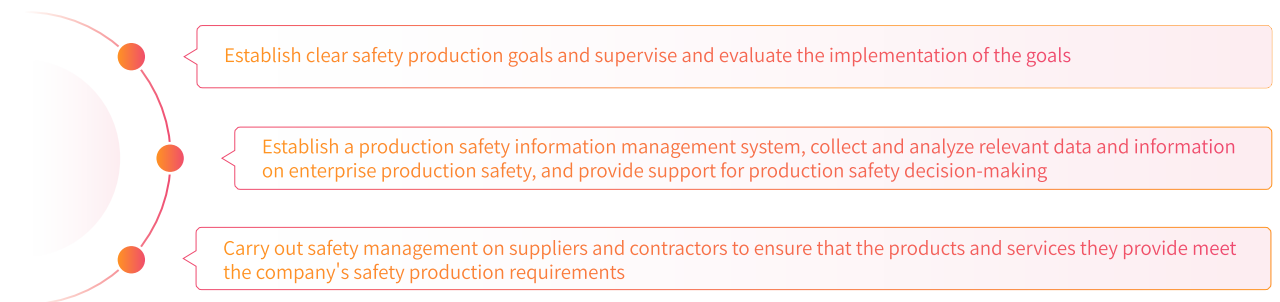 Establish clear safety production goals and supervise and evaluate the implementation of the goals
Establish a production safety information management system, collect and analyze relevant data and information
on enterprise production safety, and provide support for production safety decision-making
Carry out safety management on suppliers and contractors to ensure that the products and services they provide meet
the company's safety production requirements